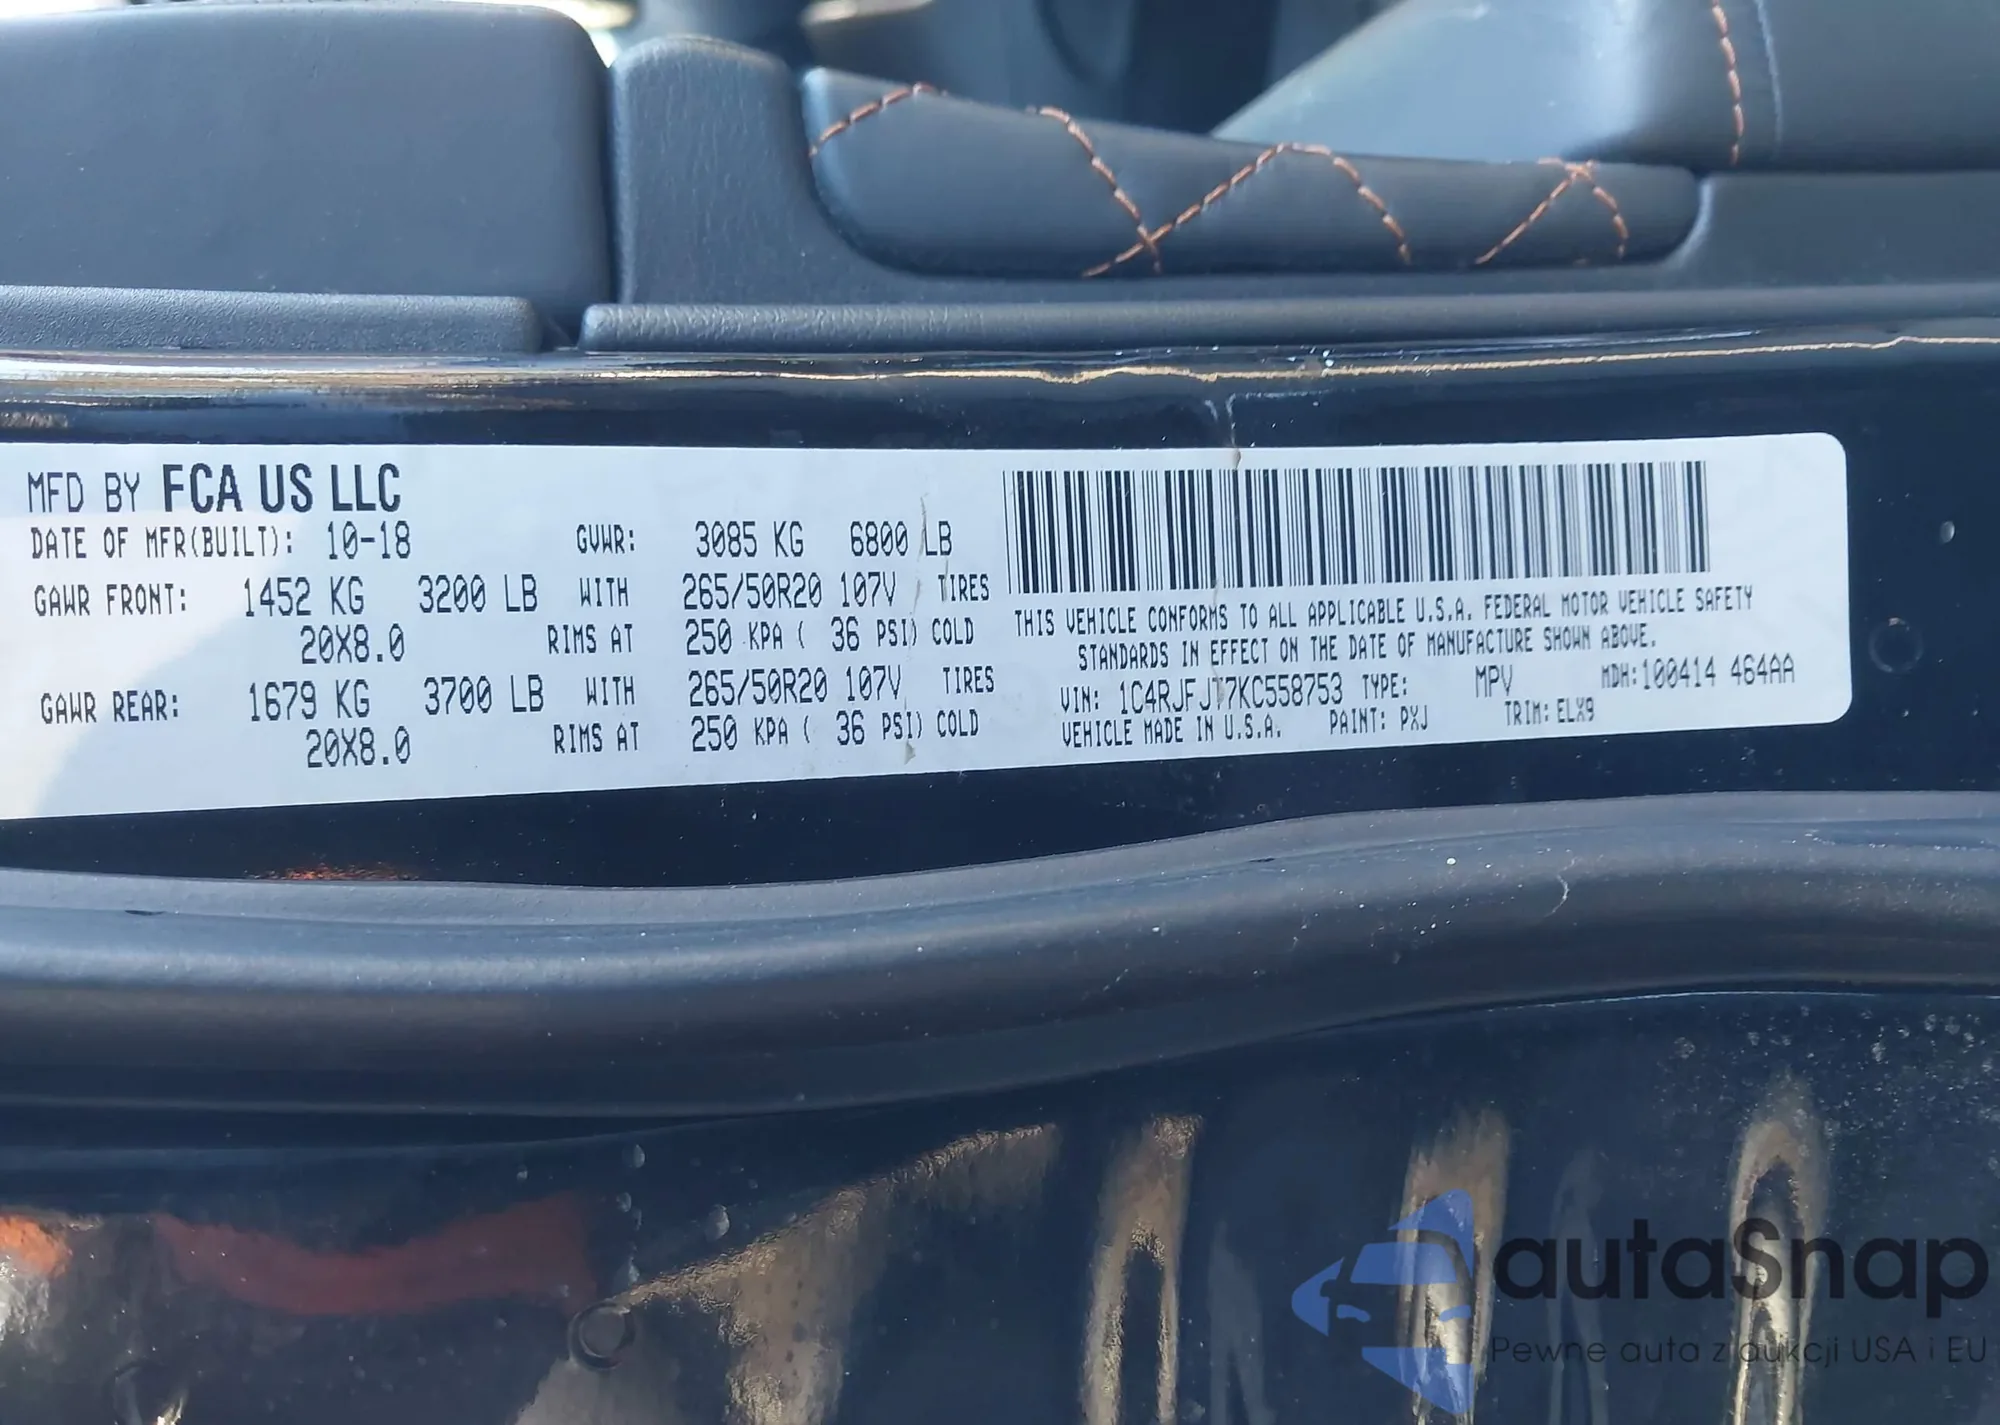 MFD BY FCA US LLC
DATE OF MFR(BUILT): 10-18 GVWR: 3085 KG 6800 LB
GAWR FRONT: 1452 KG 3200 LB WITH 265/50R20 107V TIRES
20X8.0 RIMS AT 250 KPA ( 36 PSI) COLD
GAWR REAR: 1679 KG 3700 LB WITH 265/50R20 107V TIRES
20X8.0 RIMS AT 250 KPA ( 36 PSI) COLD
THIS VEHICLE CONFORMS TO ALL APPLICABLE U.S.A. FEDERAL MOTOR VEHICLE SAFETY
STANDARDS IN EFFECT ON THE DATE OF MANUFACTURE SHOWN ABOVE.
VIN: 1C4RJFJT7KC558753 TYPE: MPV MDH:100414 464AA
VEHICLE MADE IN U.S.A. PAINT: PXJ TRIM: ELX9
autaSnap
Pewne auta z aukcji USA i EU